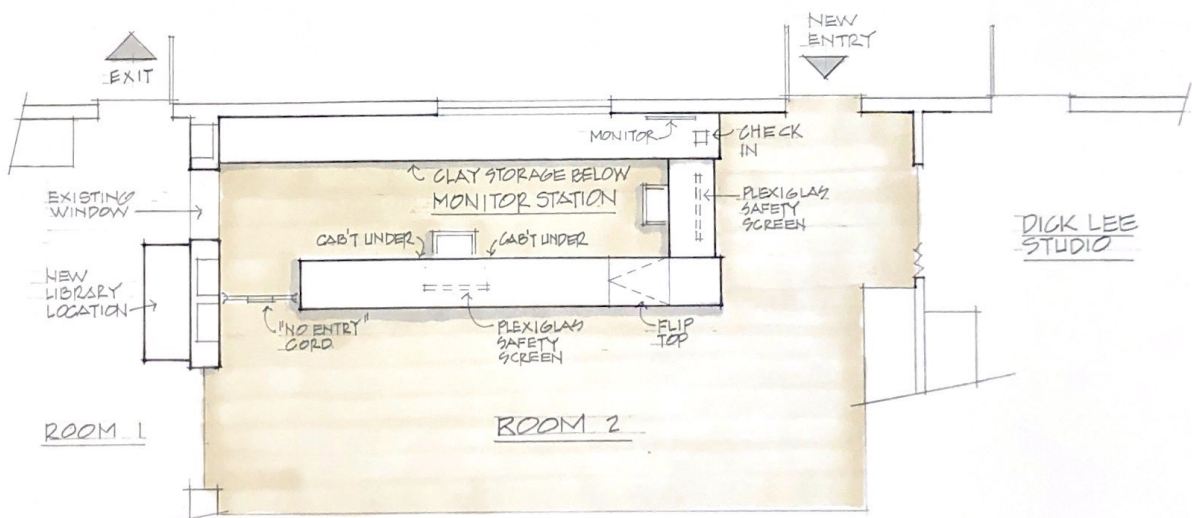 NEW
ENTRY
EXIT
MONITOR
CHECK
IN
CLAY STORAGE BELOW
MONITOR STATION
EXISTING
WINDOW
PLEXIGLAS
SAFETY
SCREEN
DICK LEE
STUDIO
CAB'T UNDER
CAB'T UNDER
NEW
LIBRARY
LOCATION
"NO ENTRY"
CORD
PLEXIGLAS
SAFETY
SCREEN
FLIP
TOP
ROOM 1
ROOM 2